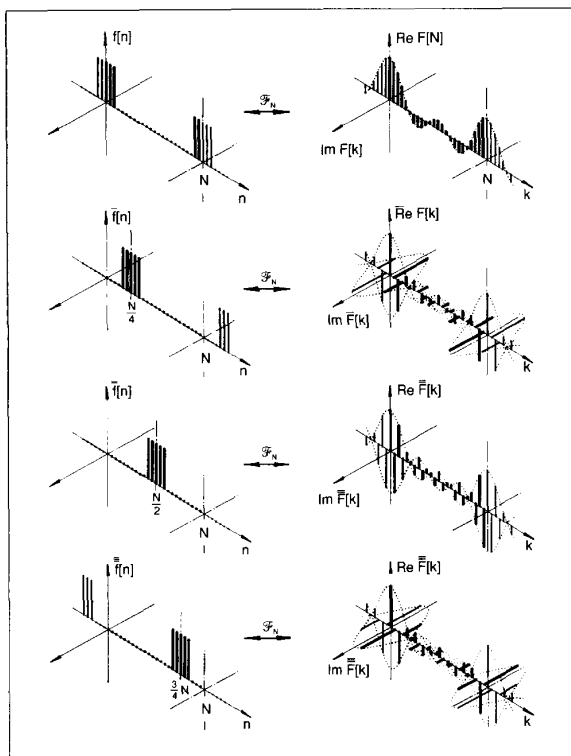 f[n]
Re F[N]
ℱN
Im F[k]
N
n
N
k
f̄[n]
R̄e F[k]
ℱN
N/4
Im F̄[k]
N
n
N
k
f̿[n]
Re F̿[k]
ℱN
N/2
Im F̿[k]
N
n
N
k
f[n]
Re F[k]
ℱN
3/4 N
Im F[k]
N
n
N
k